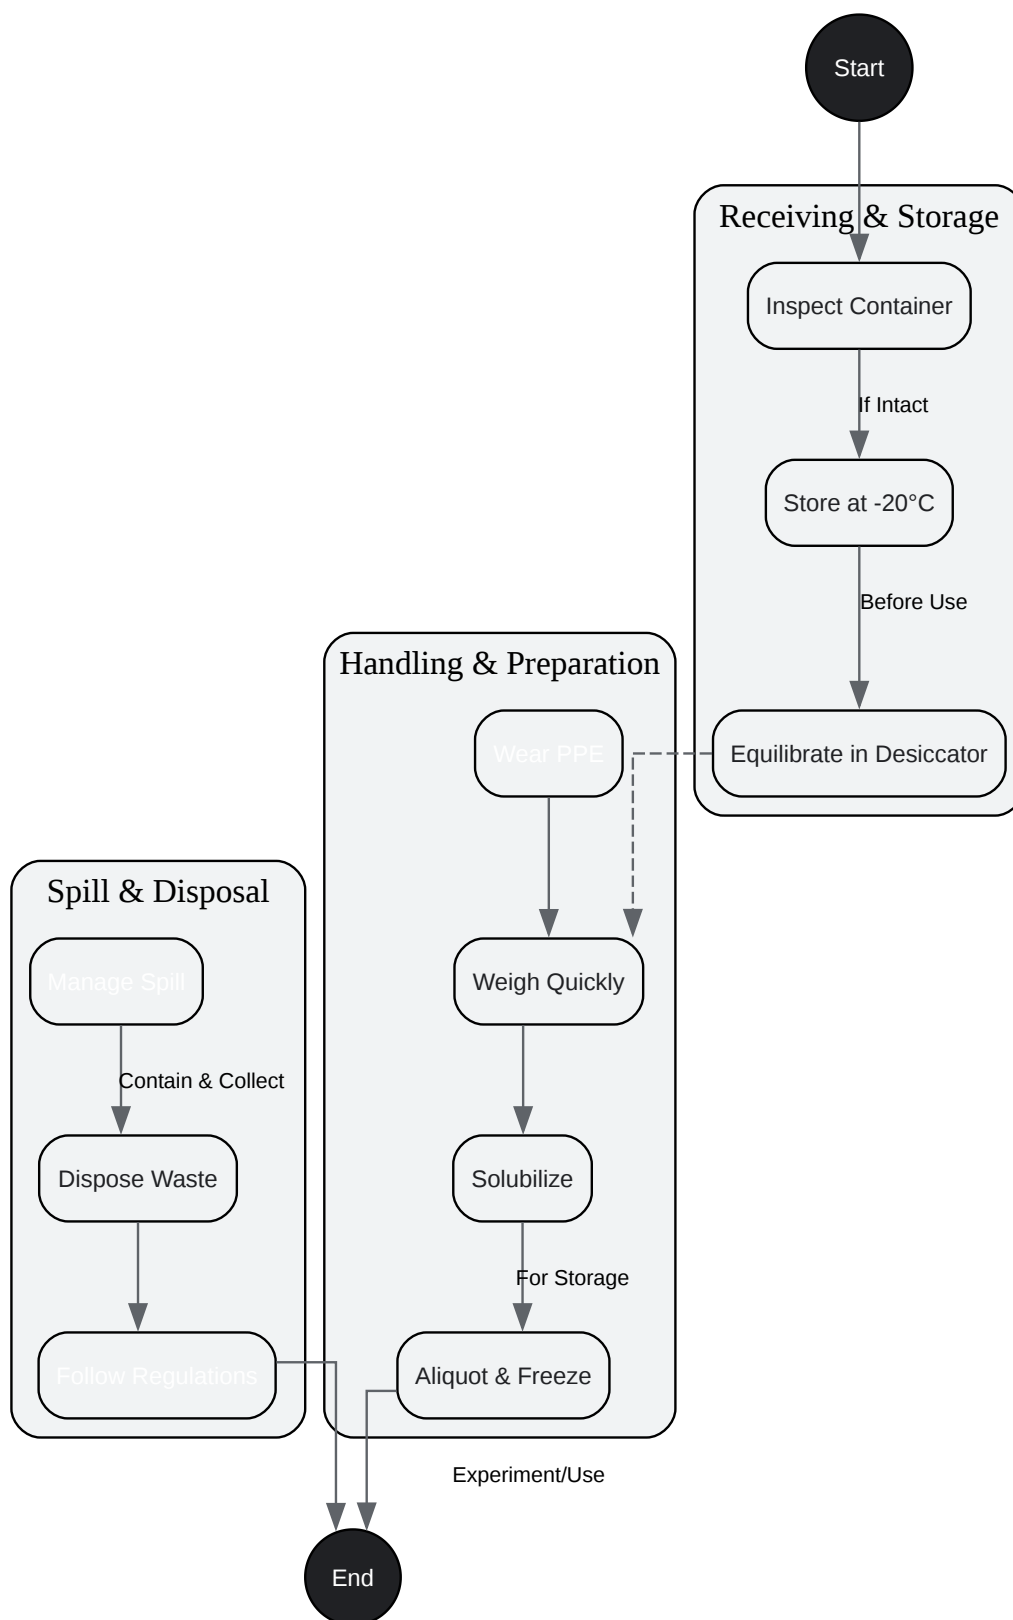 Start
Receiving & Storage
Inspect Container
If Intact
Store at -20°C
Before Use
Equilibrate in Desiccator
Handling & Preparation
Wear PPE
Weigh Quickly
Solubilize
For Storage
Aliquot & Freeze
Experiment/Use
Spill & Disposal
Manage Spill
Contain & Collect
Dispose Waste
Follow Regulations
End